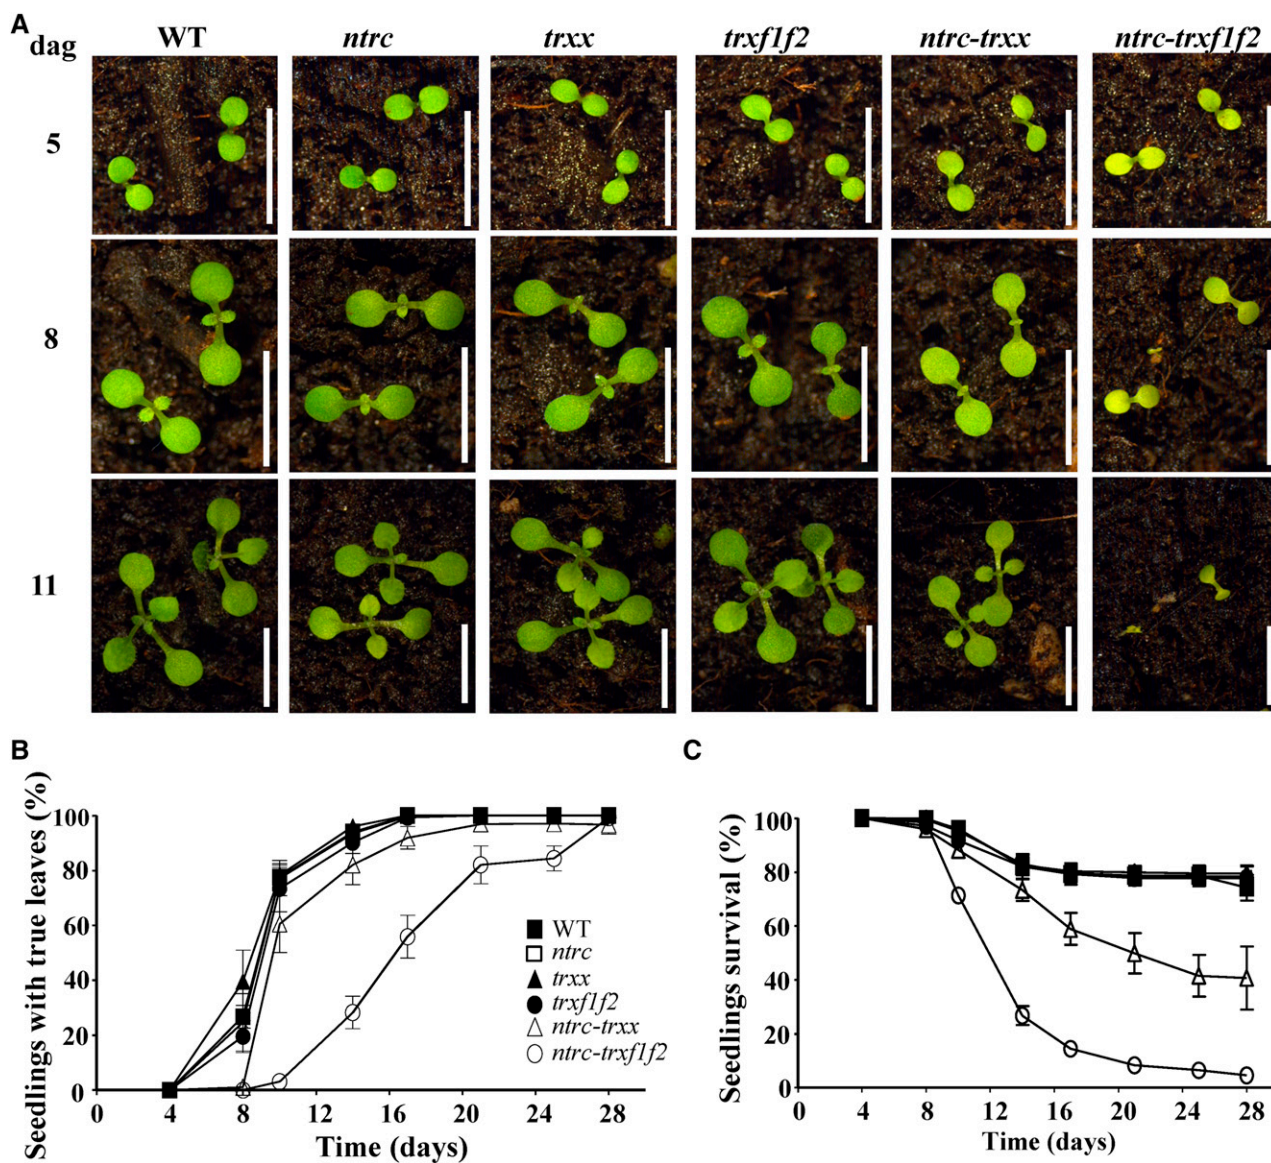 A
dag WT ntrc trxx trxf1f2 ntrc-trxx ntrc-trxf1f2
5
8
11
B
Seedlings with true leaves (%)
100
80
60
40
20
0
0 4 8 12 16 20 24 28
Time (days)
WT
ntrc
trxx
trxf1f2
ntrc-trxx
ntrc-trxf1f2
C
Seedlings survival (%)
100
80
60
40
20
0
0 4 8 12 16 20 24 28
Time (days)